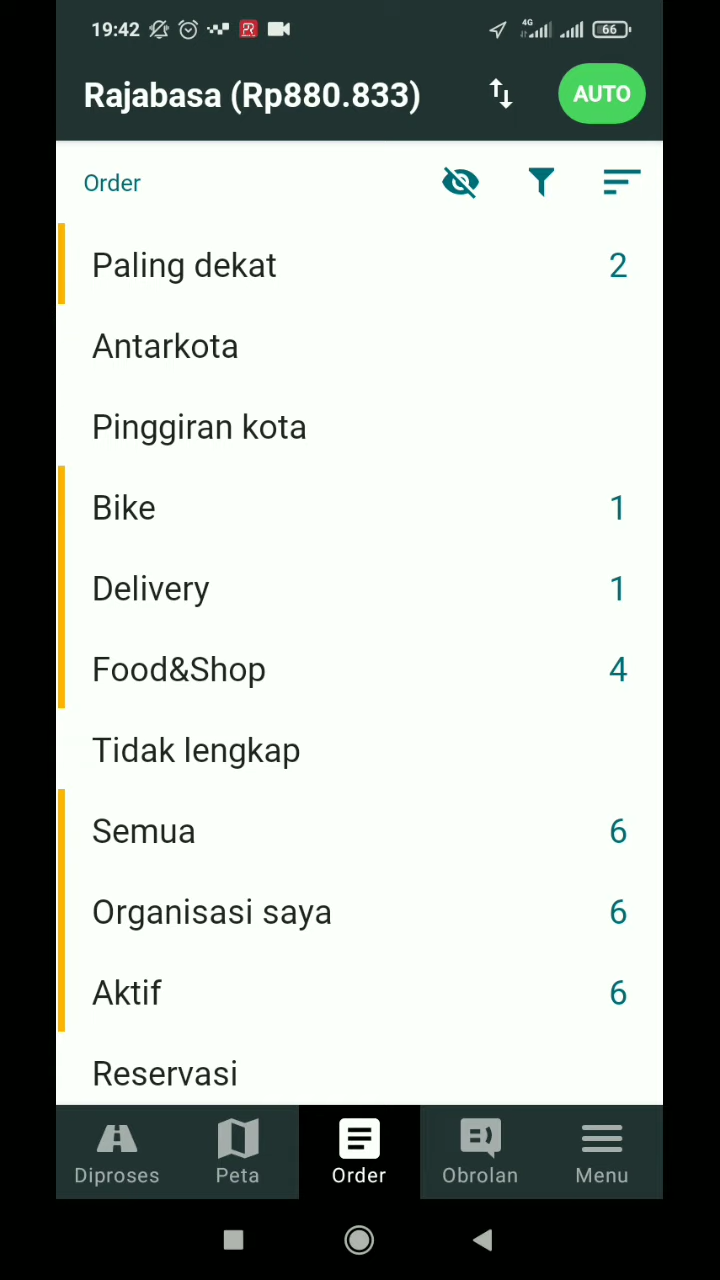 19:42 4G 66
Rajabasa (Rp880.833) AUTO
Order
Paling dekat 2
Antarkota
Pinggiran kota
Bike 1
Delivery 1
Food&Shop 4
Tidak lengkap
Semua 6
Organisasi saya 6
Aktif 6
Reservasi
Diproses Peta Order Obrolan Menu